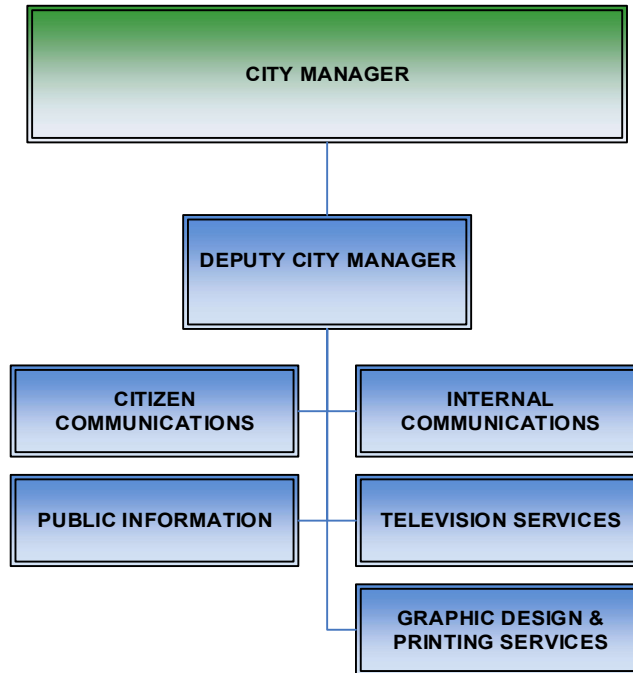 CITY MANAGER
DEPUTY CITY MANAGER
CITIZEN
COMMUNICATIONS
INTERNAL
COMMUNICATIONS
PUBLIC INFORMATION
TELEVISION SERVICES
GRAPHIC DESIGN &
PRINTING SERVICES